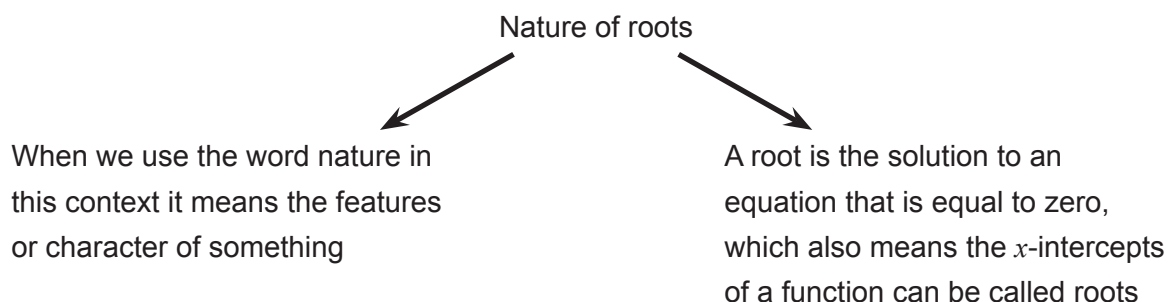 Nature of roots
When we use the word nature in
this context it means the features
or character of something
A root is the solution to an
equation that is equal to zero,
which also means the x-intercepts
of a function can be called roots